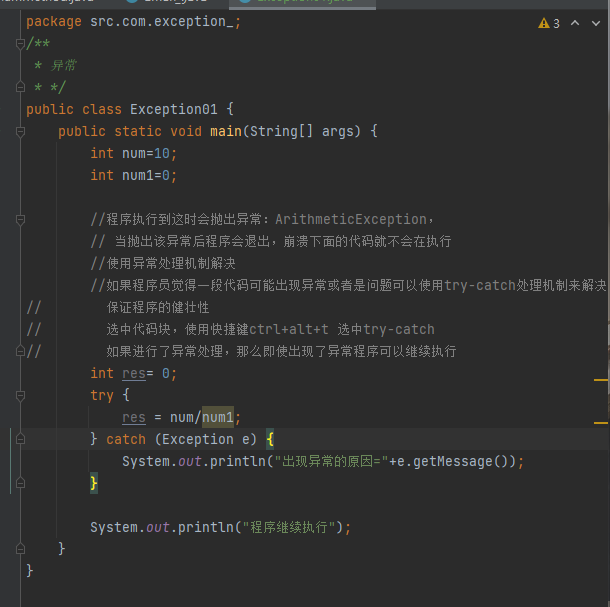 package src.com.exception_;
3
/**
 * 异常
 * */
public class Exception01 {
    public static void main(String[] args) {
        int num=10;
        int num1=0;
        //程序执行到这时会抛出异常：ArithmeticException，
        // 当抛出该异常后程序会退出，崩溃下面的代码就不会在执行
        //使用异常处理机制解决
        //如果程序员觉得一段代码可能出现异常或者是问题可以使用try-catch处理机制来解决
//        保证程序的健壮性
//        选中代码块，使用快捷键ctrl+alt+t 选中try-catch
//        如果进行了异常处理，那么即使出现了异常程序可以继续执行
        int res= 0;
        try {
            res = num/num1;
        } catch (Exception e) {
            System.out.println("出现异常的原因="+e.getMessage());
        }
        System.out.println("程序继续执行");
    }
}